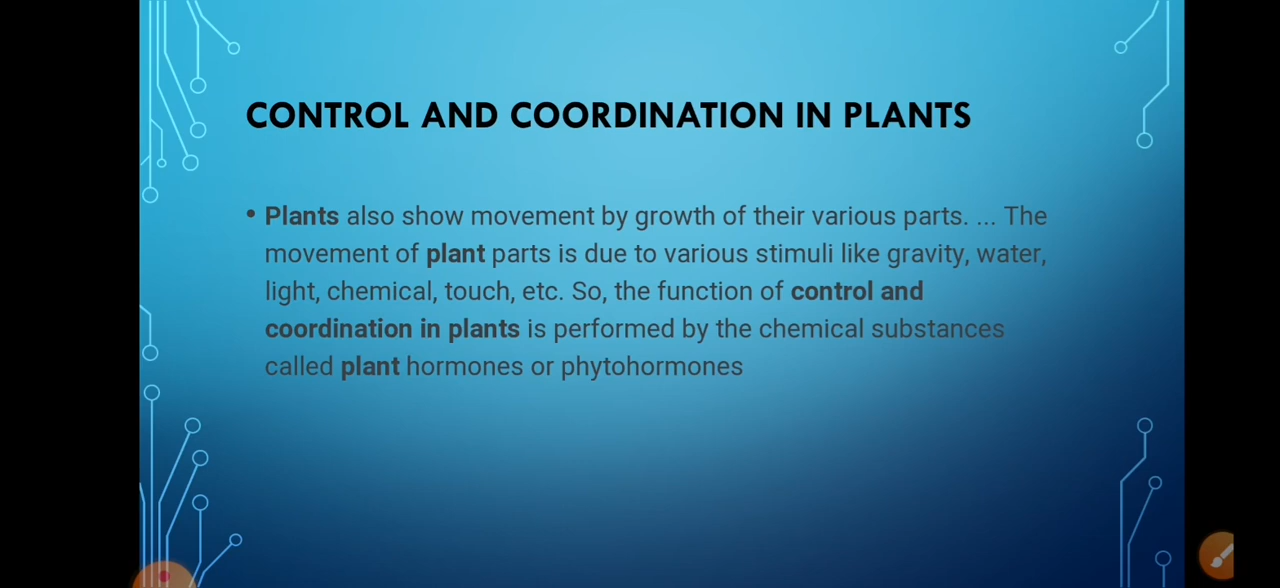 CONTROL AND COORDINATION IN PLANTS
• Plants also show movement by growth of their various parts. ... The
movement of plant parts is due to various stimuli like gravity, water,
light, chemical, touch, etc. So, the function of control and
coordination in plants is performed by the chemical substances
called plant hormones or phytohormones